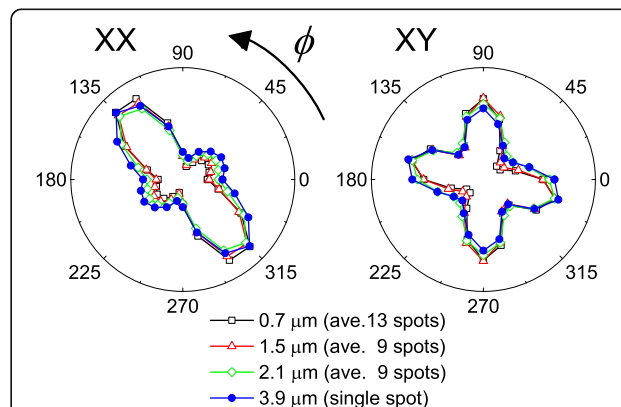 XX
ϕ
XY
90
135
45
180
0
225
315
270
90
135
45
180
0
225
315
270
0.7 μm (ave.13 spots)
1.5 μm (ave. 9 spots)
2.1 μm (ave. 9 spots)
3.9 μm (single spot)